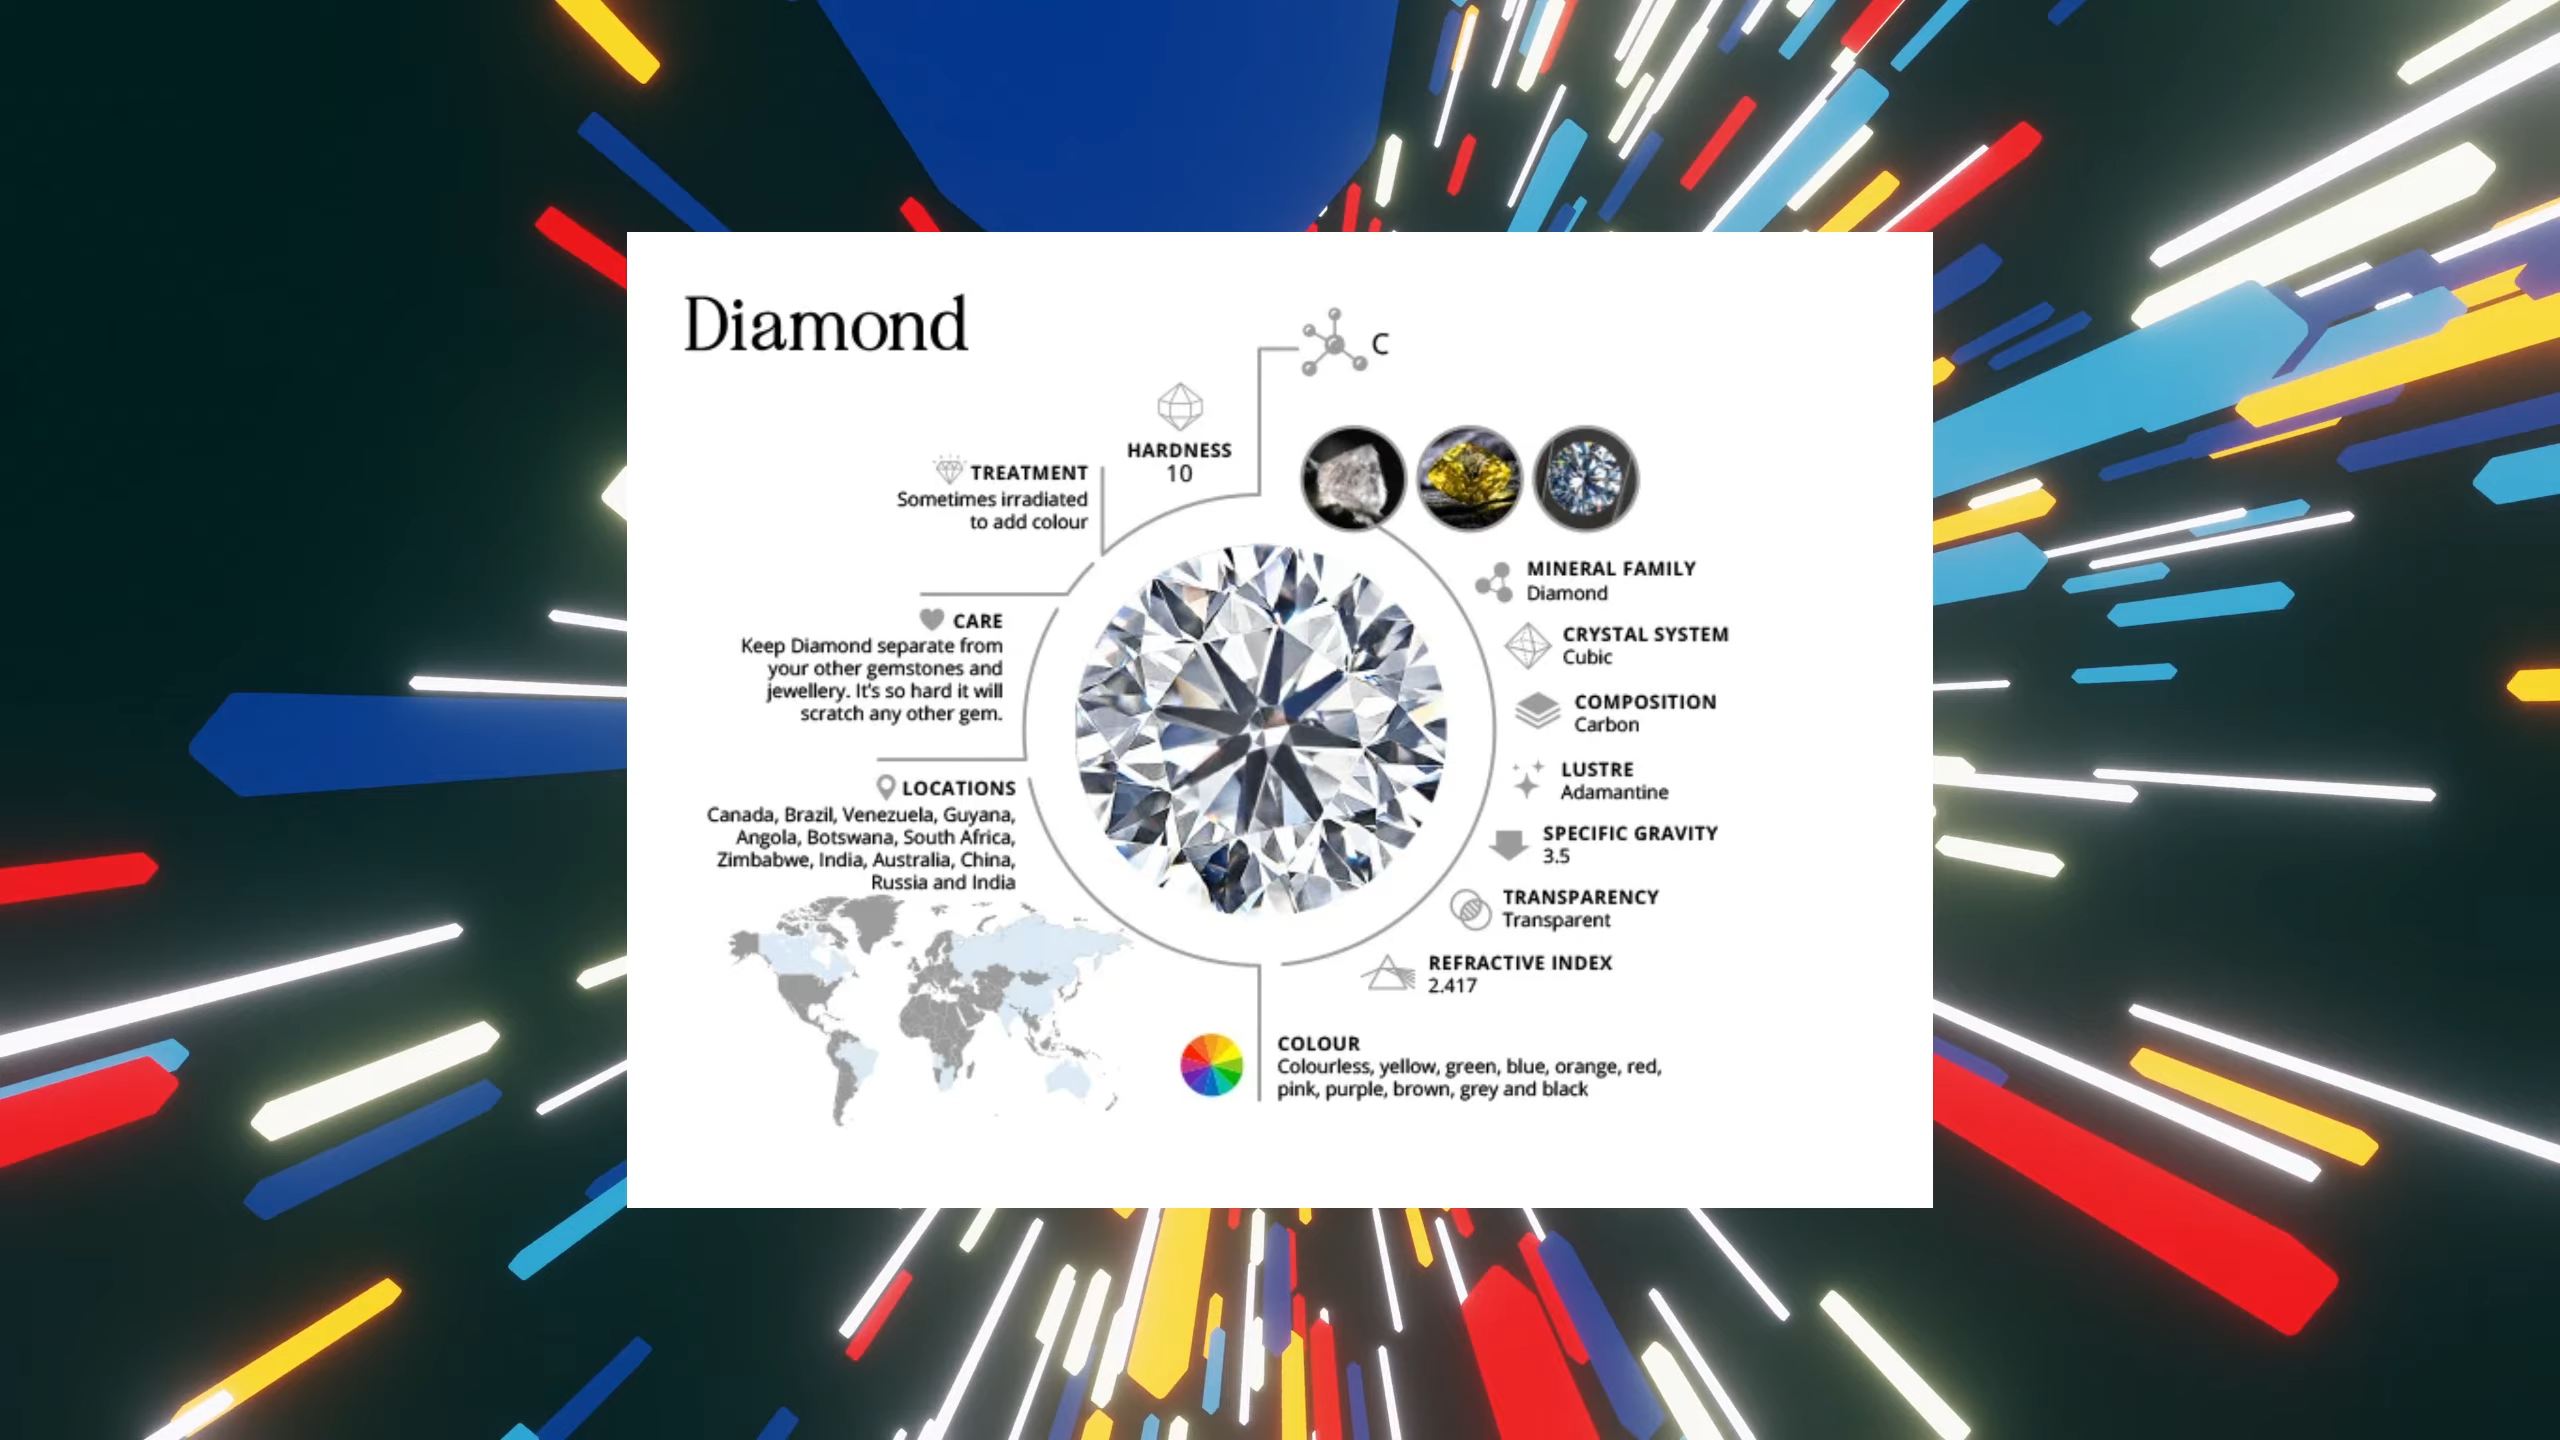 Diamond
C
HARDNESS
10
TREATMENT
Sometimes irradiated
to add colour
CARE
Keep Diamond separate from
your other gemstones and
jewellery. It's so hard it will
scratch any other gem.
LOCATIONS
Canada, Brazil, Venezuela, Guyana,
Angola, Botswana, South Africa,
Zimbabwe, India, Australia, China,
Russia and India
MINERAL FAMILY
Diamond
CRYSTAL SYSTEM
Cubic
COMPOSITION
Carbon
LUSTRE
Adamantine
SPECIFIC GRAVITY
3.5
TRANSPARENCY
Transparent
REFRACTIVE INDEX
2.417
COLOUR
Colourless, yellow, green, blue, orange, red,
pink, purple, brown, grey and black